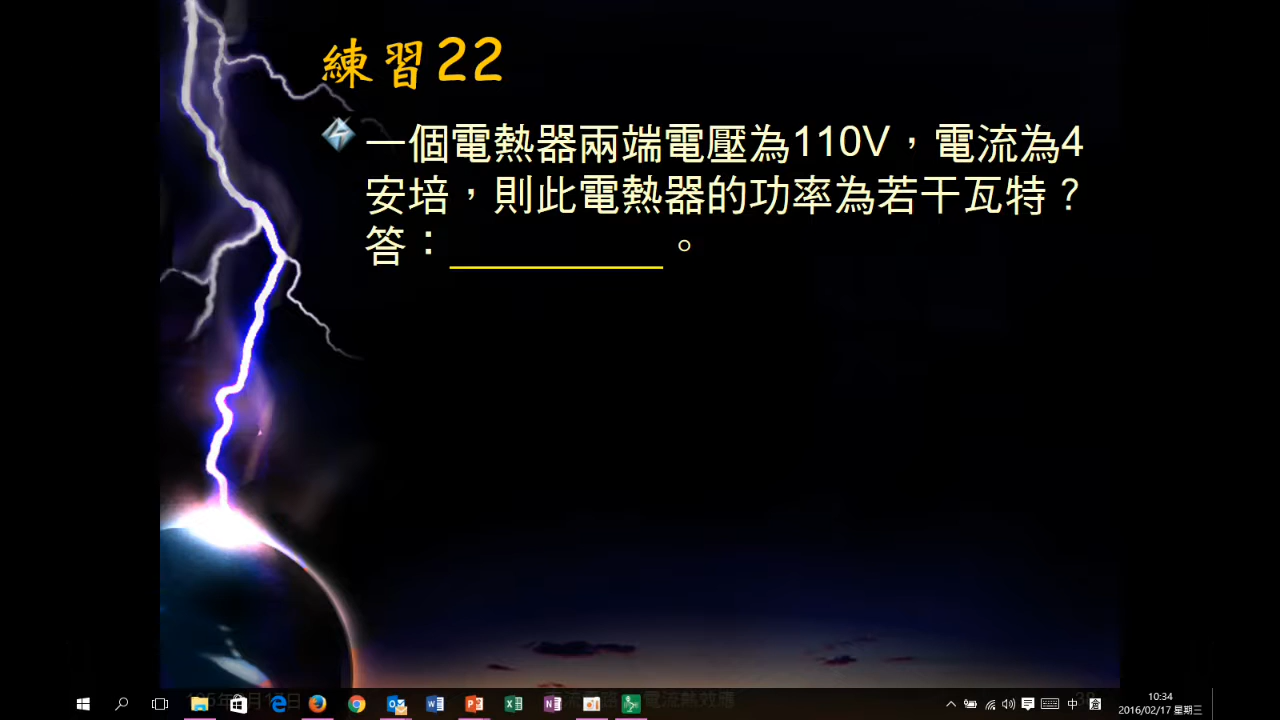 練習22
一個電熱器兩端電壓為110V，電流為4
安培，則此電熱器的功率為若干瓦特？
答：__________。
10:34
中
2016/02/17 星期三